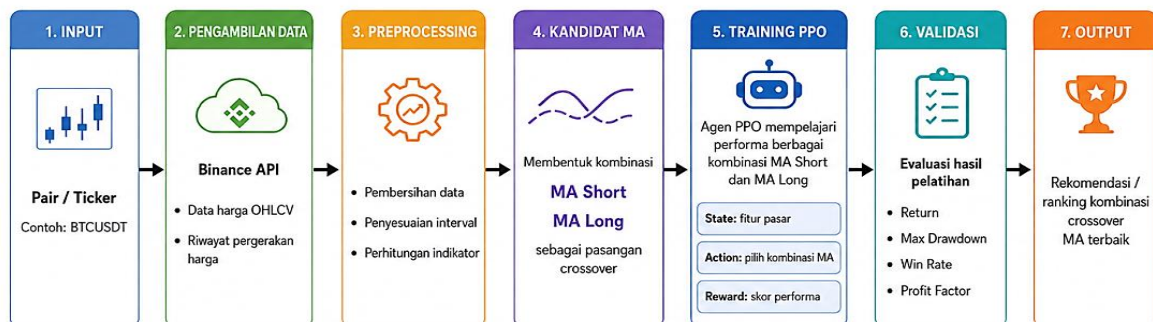 1. INPUT
Pair / Ticker
Contoh: BTCUSDT
2. PENGAMBILAN DATA
Binance API
• Data harga OHLCV
• Riwayat pergerakan
harga
3. PREPROCESSING
• Pembersihan data
• Penyesuaian interval
• Perhitungan indikator
4. KANDIDAT MA
Membentuk kombinasi
MA Short
MA Long
sebagai pasangan
crossover
5. TRAINING PPO
Agen PPO mempelajari
performa berbagai
kombinasi MA Short
dan MA Long
State: fitur pasar
Action: pilih kombinasi MA
Reward: skor performa
6. VALIDASI
Evaluasi hasil
pelatihan
• Return
• Max Drawdown
• Win Rate
• Profit Factor
7. OUTPUT
Rekomendasi /
ranking kombinasi
crossover
MA terbaik